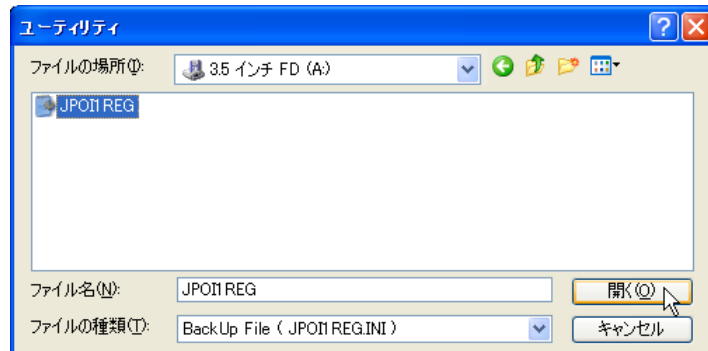 ユーティリティ
ファイルの場所(I):
3.5 インチ FD (A:)
JPOI1REG
ファイル名(N):
JPOI1REG
開く(O)
ファイルの種類(T):
BackUp File ( JPOI1REG.INI )
キャンセル